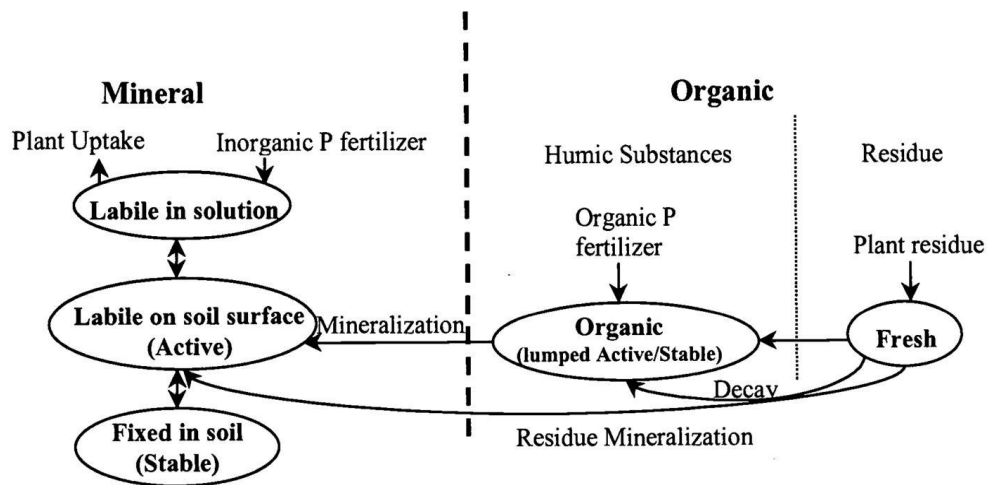 Mineral
Organic
Plant Uptake
Inorganic P fertilizer
Humic Substances
Residue
Labile in solution
Organic P
fertilizer
Plant residue
Labile on soil surface
(Active)
Mineralization
Organic
(lumped Active/Stable)
Fresh
Decay
Fixed in soil
(Stable)
Residue Mineralization